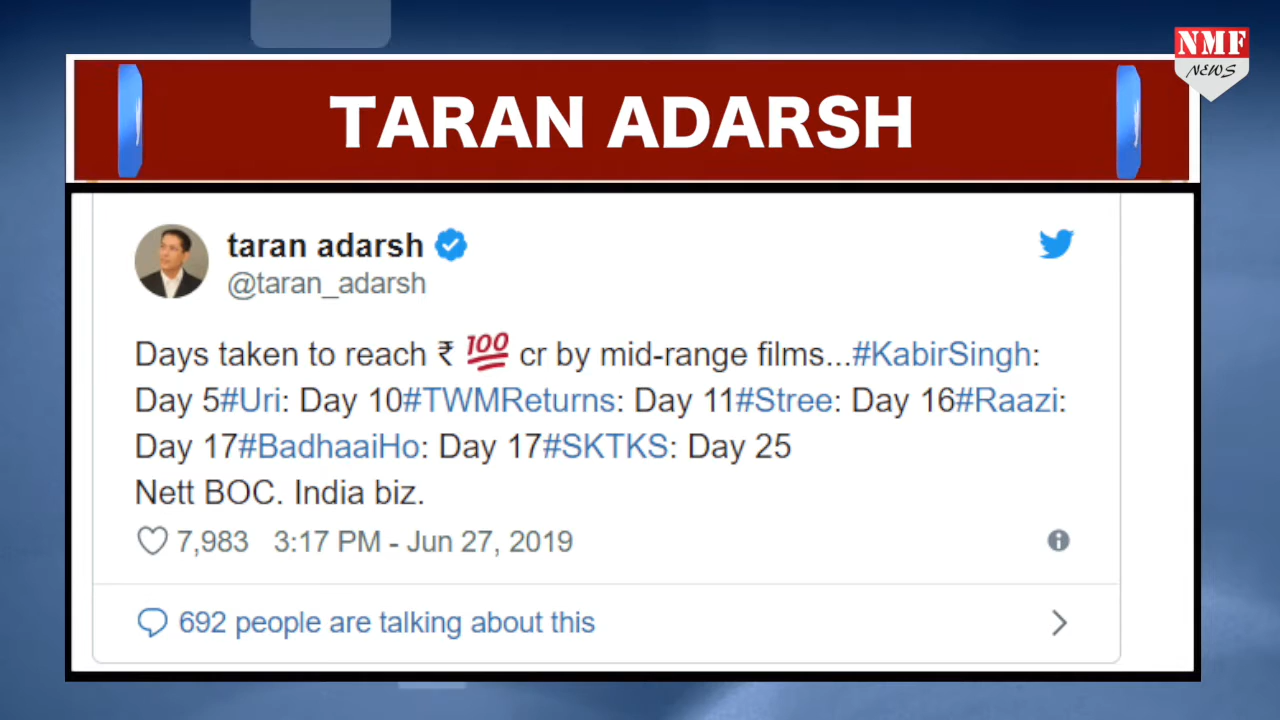 NMF
NEWS
TARAN ADARSH
taran adarsh
@taran_adarsh
Days taken to reach ₹ 💯 cr by mid-range films...#KabirSingh:
Day 5#Uri: Day 10#TWMReturns: Day 11#Stree: Day 16#Raazi:
Day 17#BadhaaiHo: Day 17#SKTKS: Day 25
Nett BOC. India biz.
7,983 3:17 PM - Jun 27, 2019
692 people are talking about this